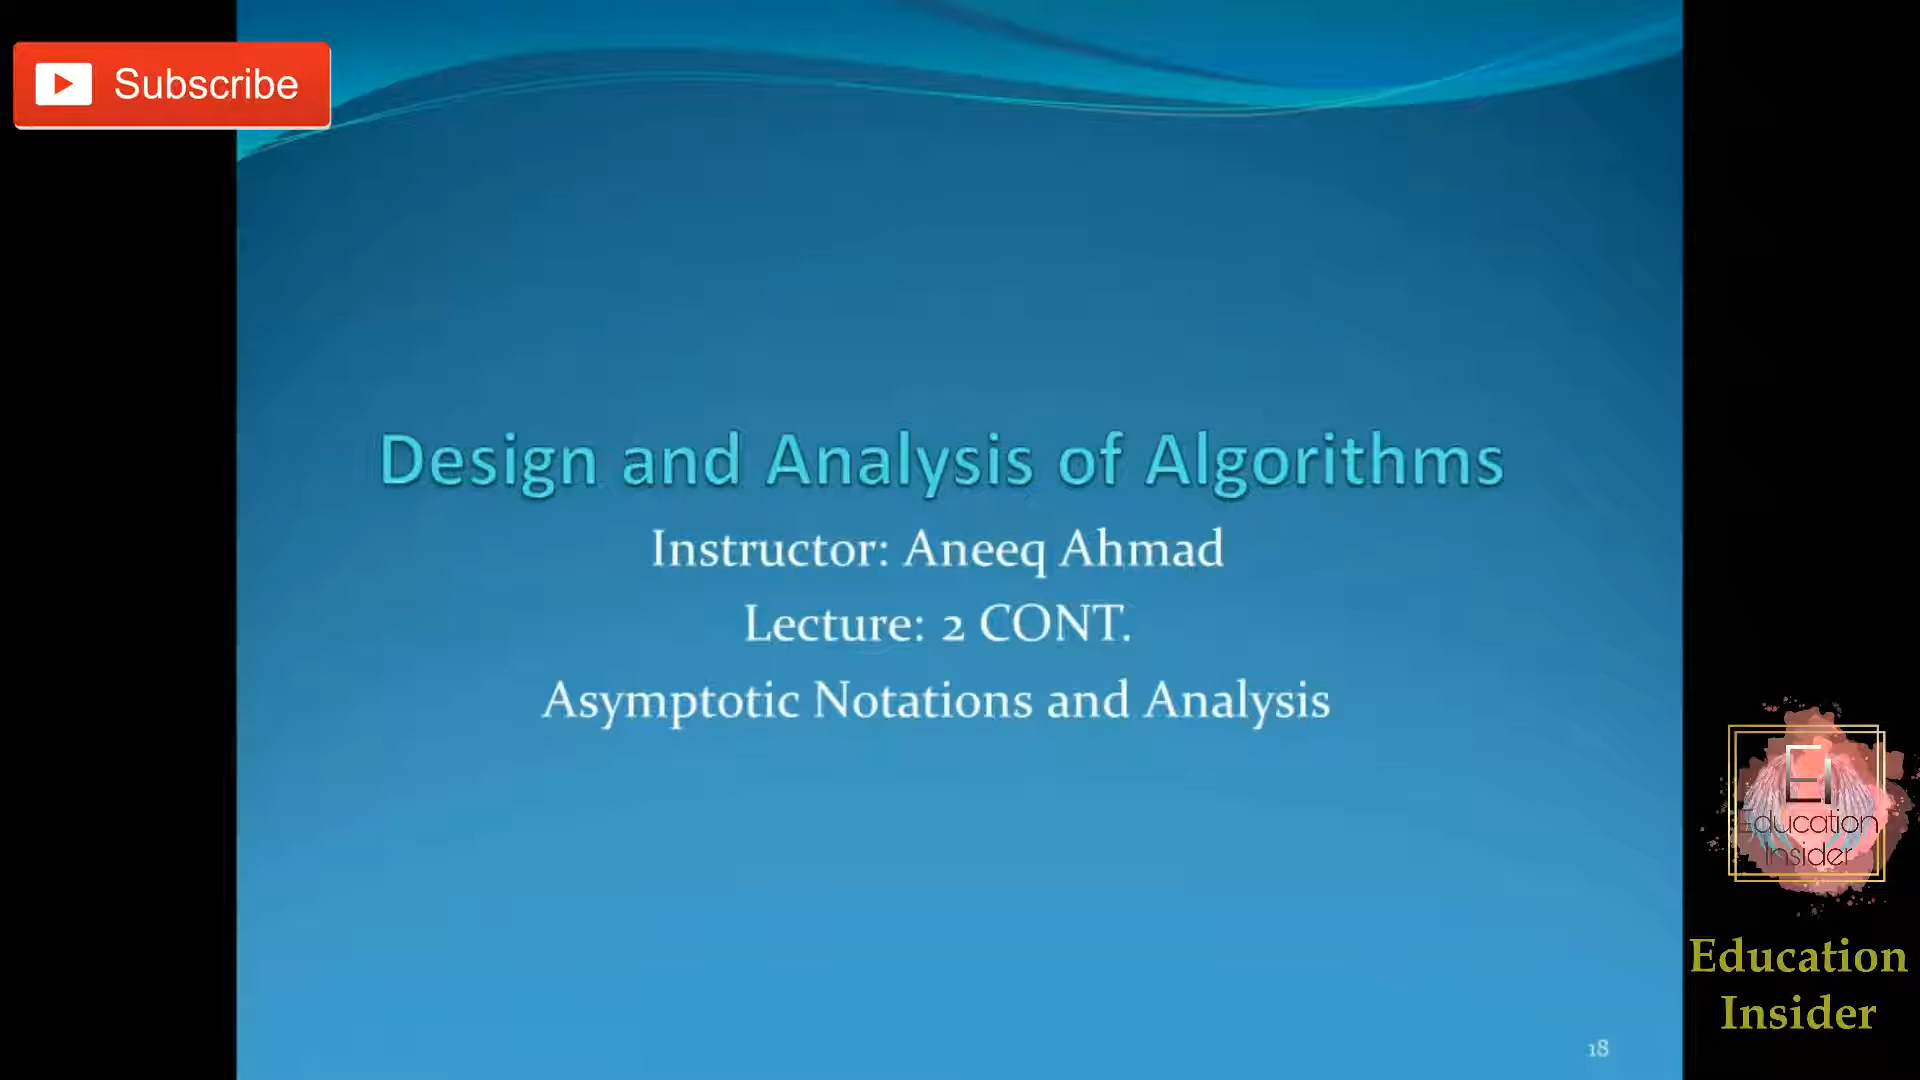 Subscribe
Design and Analysis of Algorithms
Instructor: Aneeq Ahmad
Lecture: 2 CONT.
Asymptotic Notations and Analysis
EI
Education
Insider
Education
Insider
18